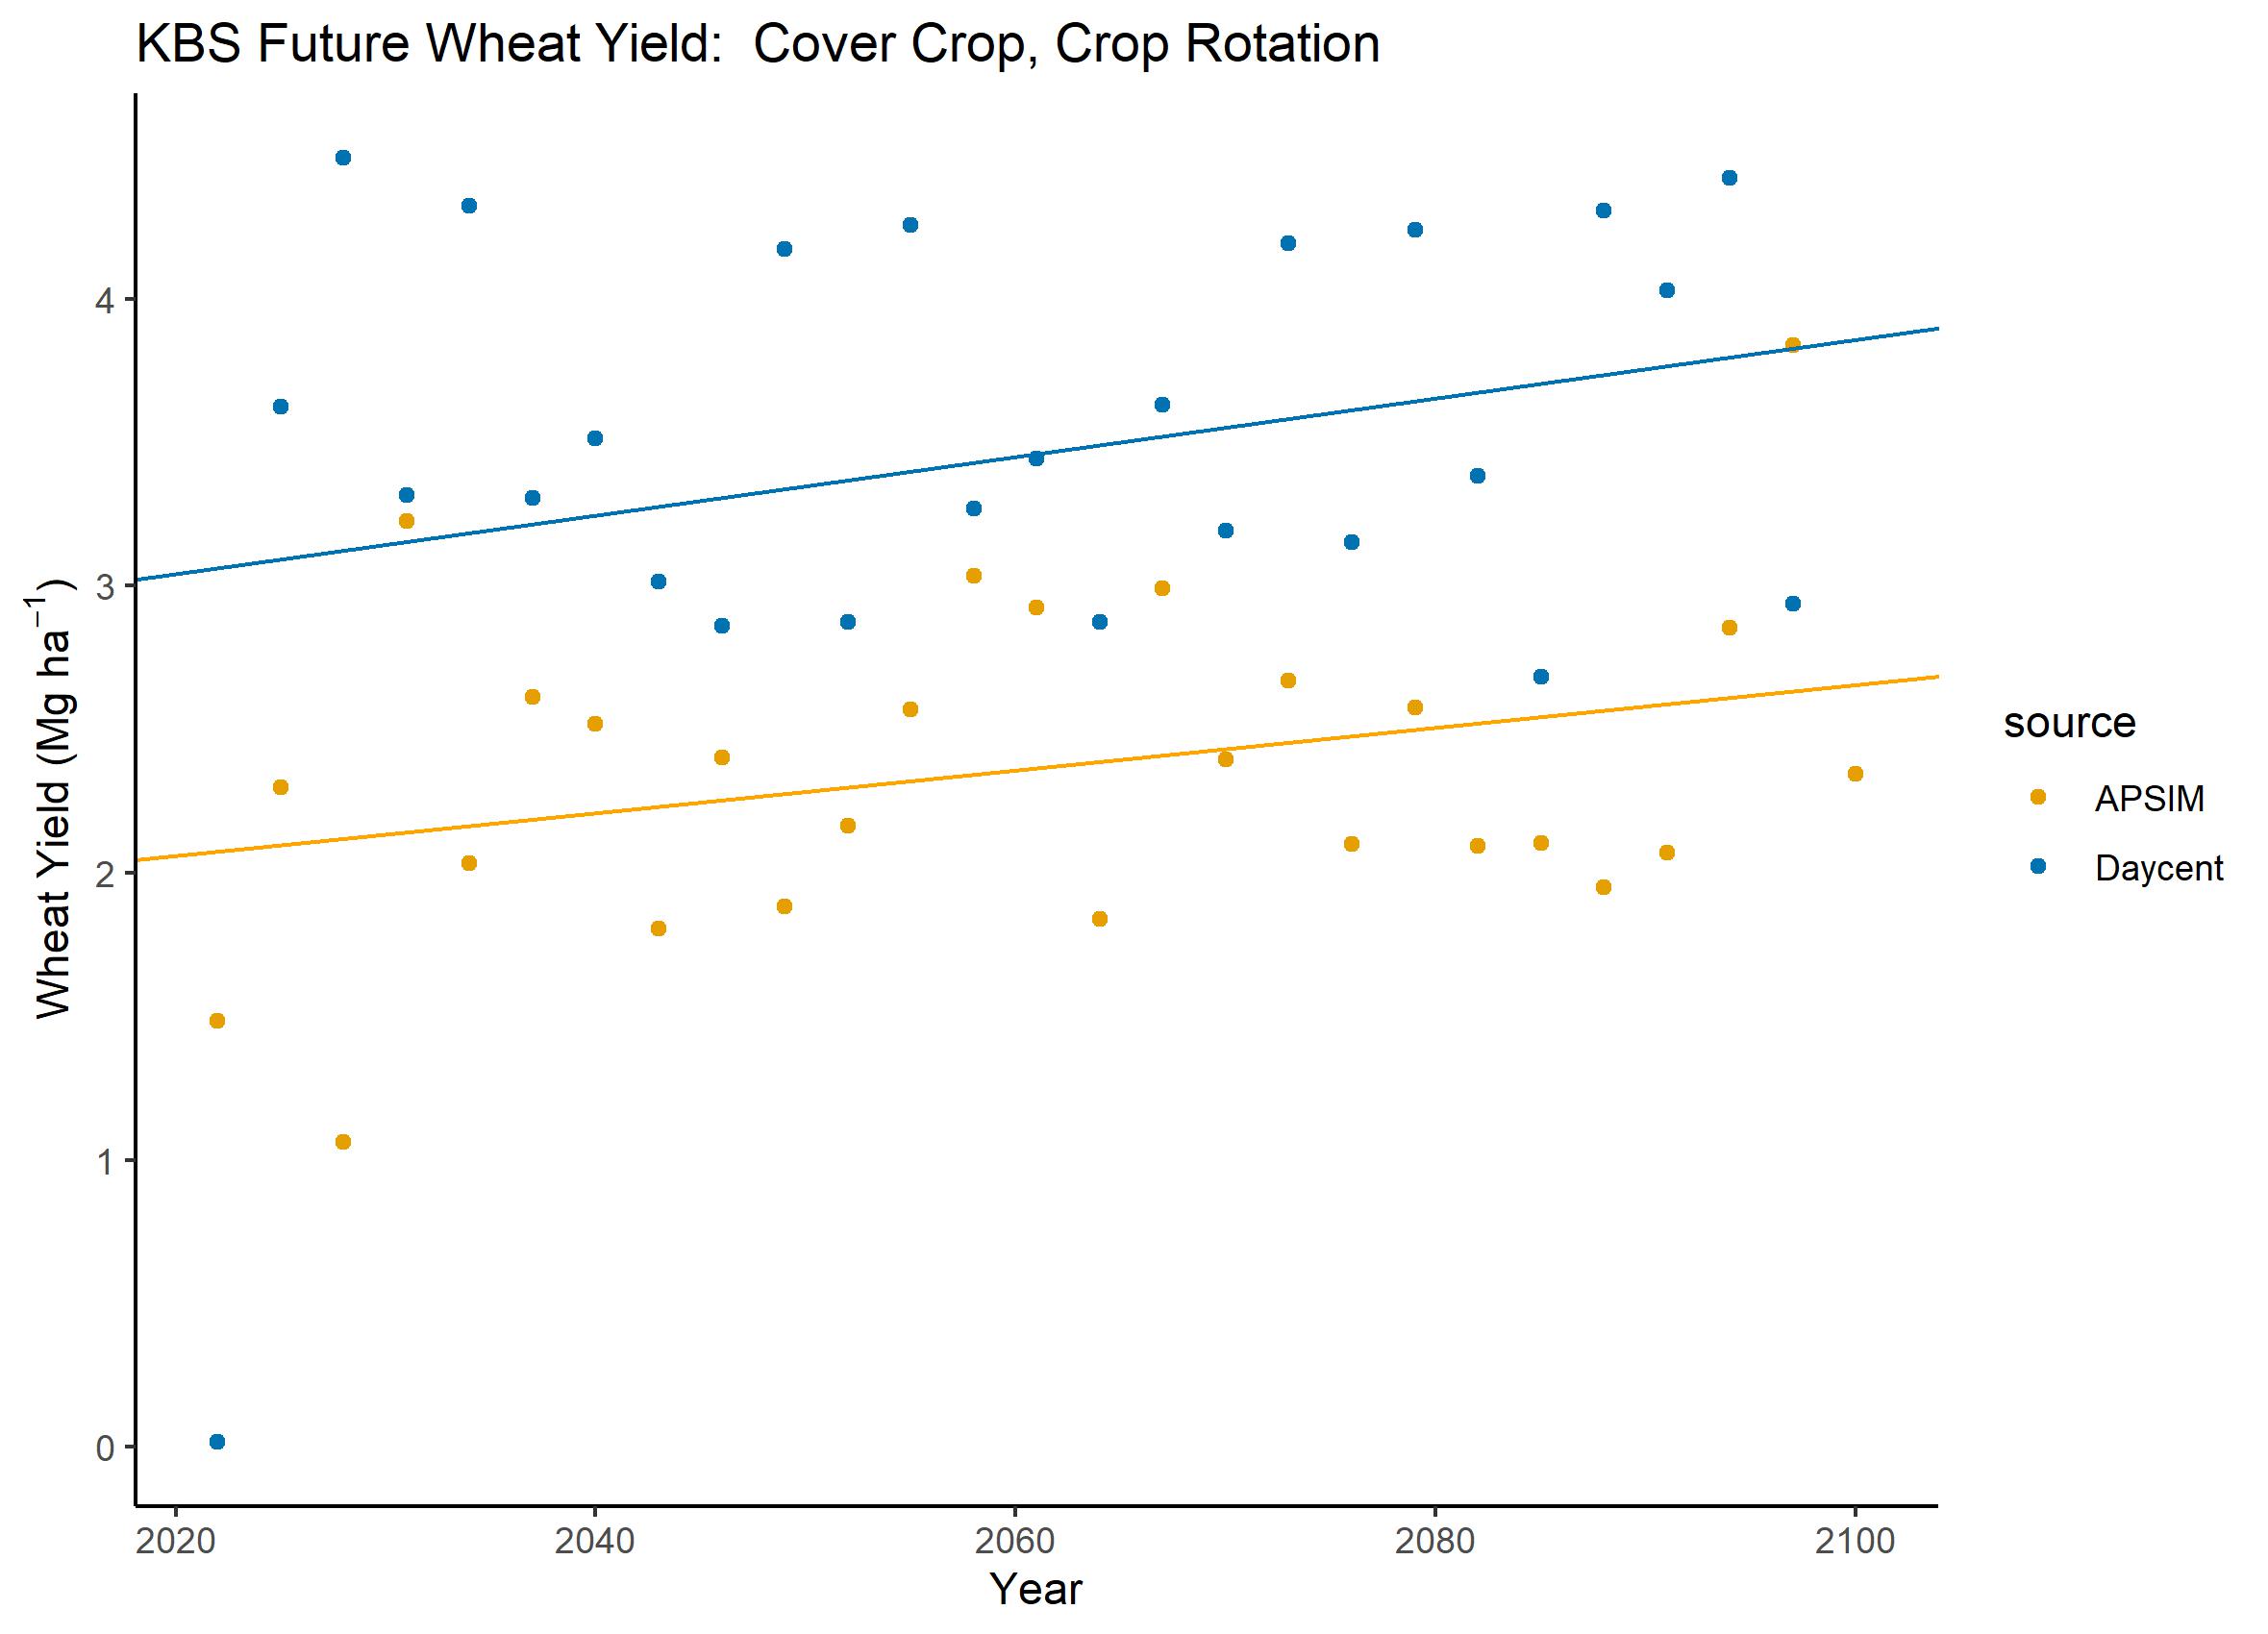 KBS Future Wheat Yield:  Cover Crop, Crop Rotation
Wheat Yield (Mg ha⁻¹)
4
3
2
1
0
2020 2040 2060 2080 2100
Year
source
APSIM
Daycent